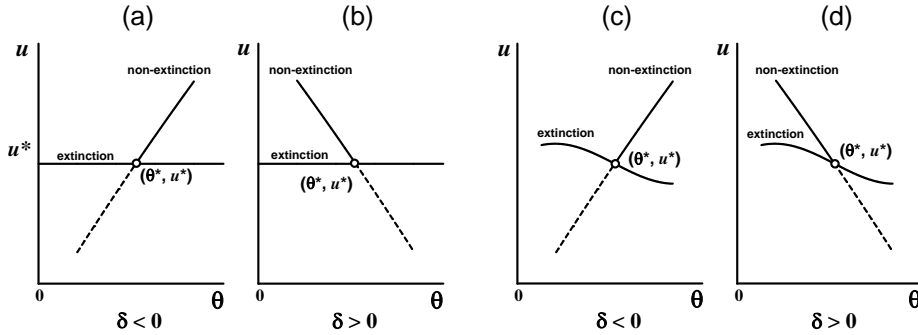 (a)
u
non-extinction
u*
extinction
(θ*, u*)
0
θ
δ < 0
(b)
u
non-extinction
extinction
(θ*, u*)
0
θ
δ > 0
(c)
u
non-extinction
extinction
(θ*, u*)
0
θ
δ < 0
(d)
u
non-extinction
extinction
(θ*, u*)
0
θ
δ > 0